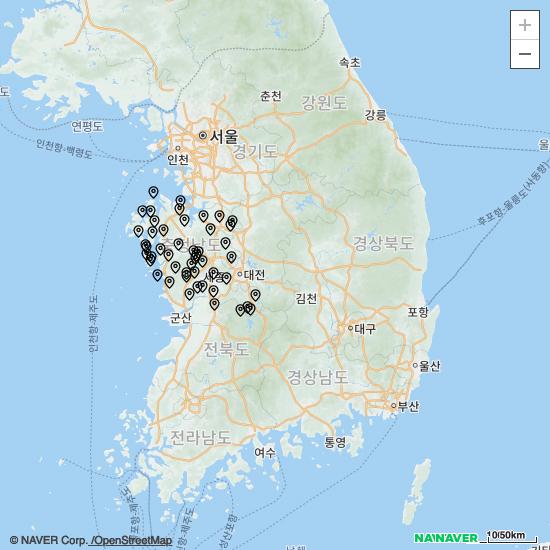 +
−
속초
춘천
강원도
도
강릉
연평도
서울
울
인천
경기도
인천항-백령도
후포항-울릉도(사동항)
경상북도
대전
인천항-제주도
김천
군산
포항
대구
전북도
울산
경상남도
부산
전라남도
통영
여수
© NAVER Corp. /OpenStreetMap
NAVER
10/50km